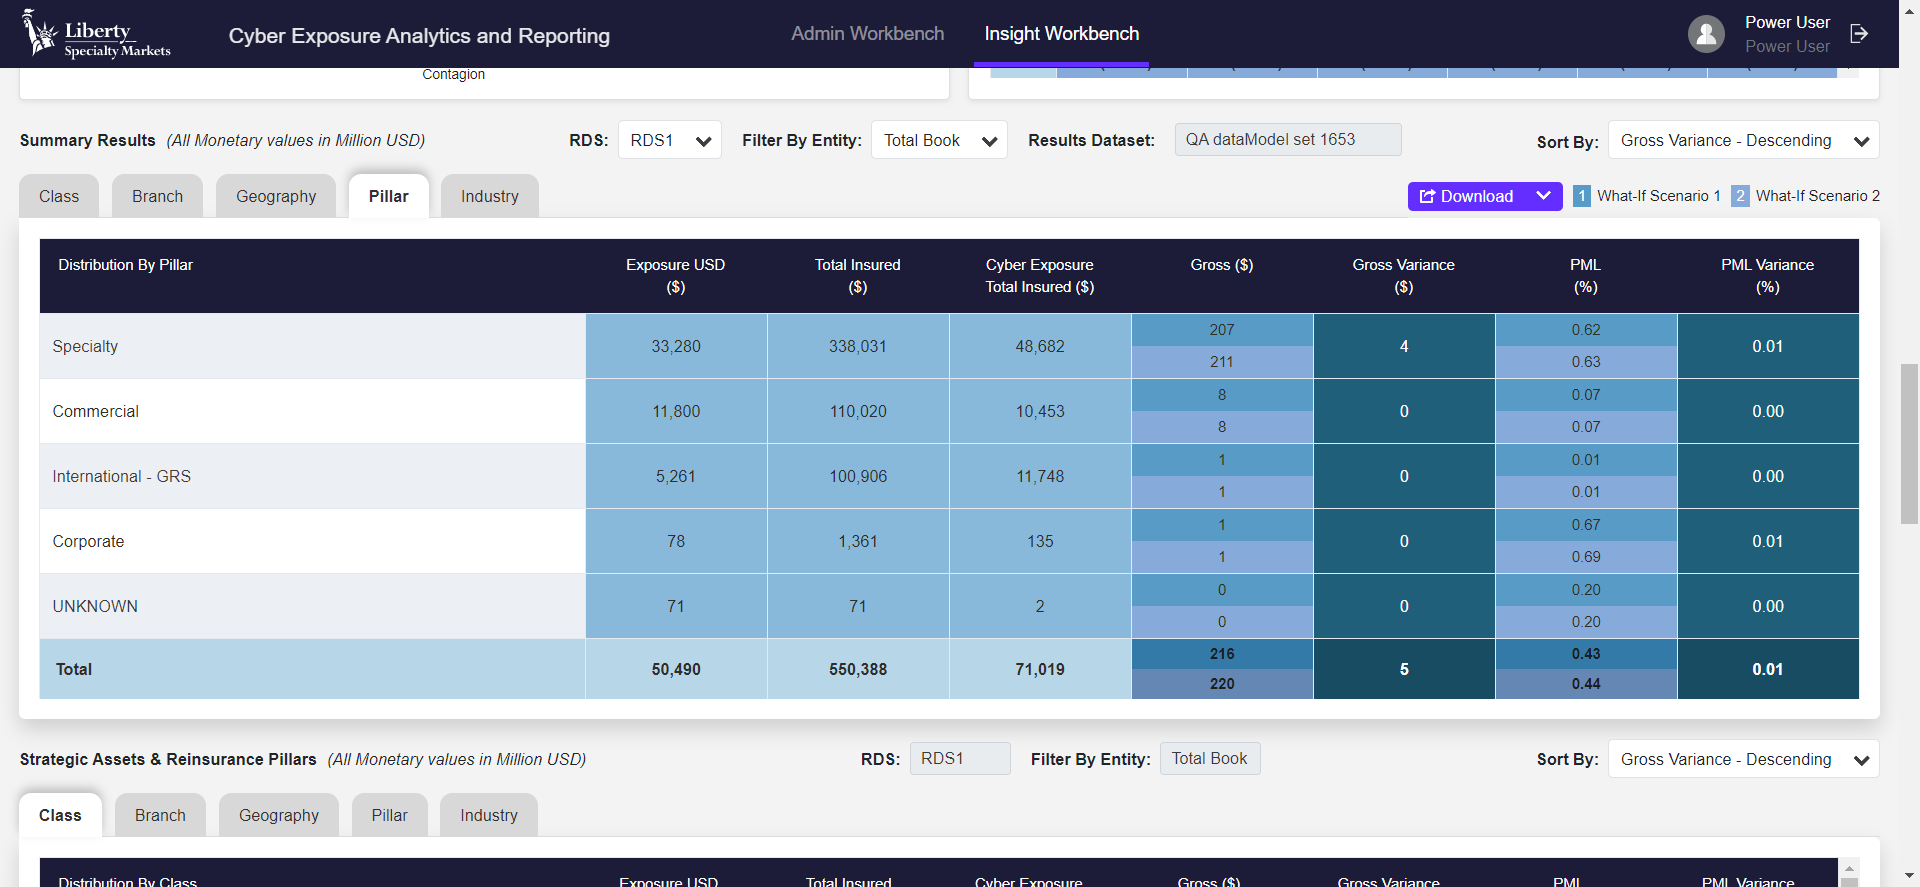 Liberty
Specialty Markets
Cyber Exposure Analytics and Reporting
Admin Workbench
Insight Workbench
Power User
Power User
Contagion
Summary Results (All Monetary values in Million USD)
RDS: RDS1
Filter By Entity: Total Book
Results Dataset: QA dataModel set 1653
Sort By: Gross Variance - Descending
Class
Branch
Geography
Pillar
Industry
Download
1 What-If Scenario 1
2 What-If Scenario 2
Distribution By Pillar
Exposure USD
($)
Total Insured
($)
Cyber Exposure
Total Insured ($)
Gross ($)
Gross Variance
($)
PML
(%)
PML Variance
(%)
Specialty
33,280
338,031
48,682
207
211
4
0.62
0.63
0.01
Commercial
11,800
110,020
10,453
8
8
0
0.07
0.07
0.00
International - GRS
5,261
100,906
11,748
1
1
0
0.01
0.01
0.00
Corporate
78
1,361
135
1
1
0
0.67
0.69
0.01
UNKNOWN
71
71
2
0
0
0
0.20
0.20
0.00
Total
50,490
550,388
71,019
216
220
5
0.43
0.44
0.01
Strategic Assets & Reinsurance Pillars (All Monetary values in Million USD)
RDS: RDS1
Filter By Entity: Total Book
Sort By: Gross Variance - Descending
Class
Branch
Geography
Pillar
Industry
Distribution By Class
Exposure USD
Total Insured
Cyber Exposure
Gross ($)
Gross Variance
PML
PML Variance